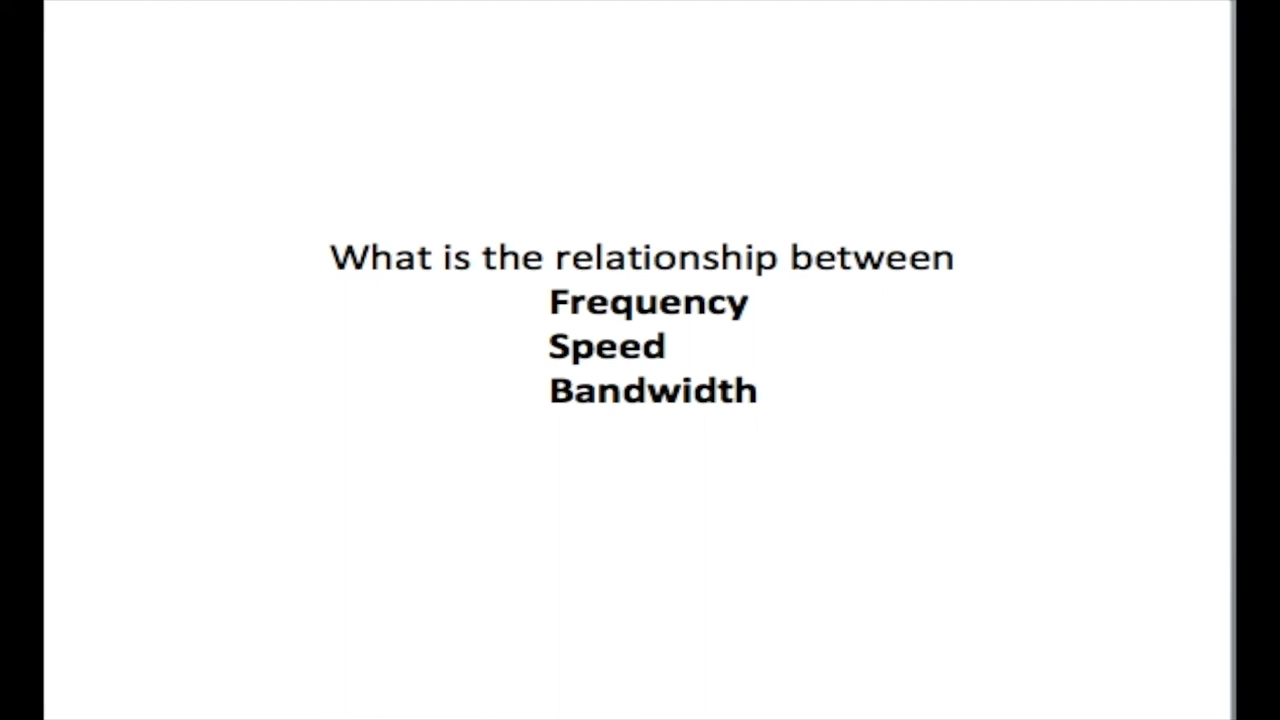 What is the relationship between
Frequency
Speed
Bandwidth